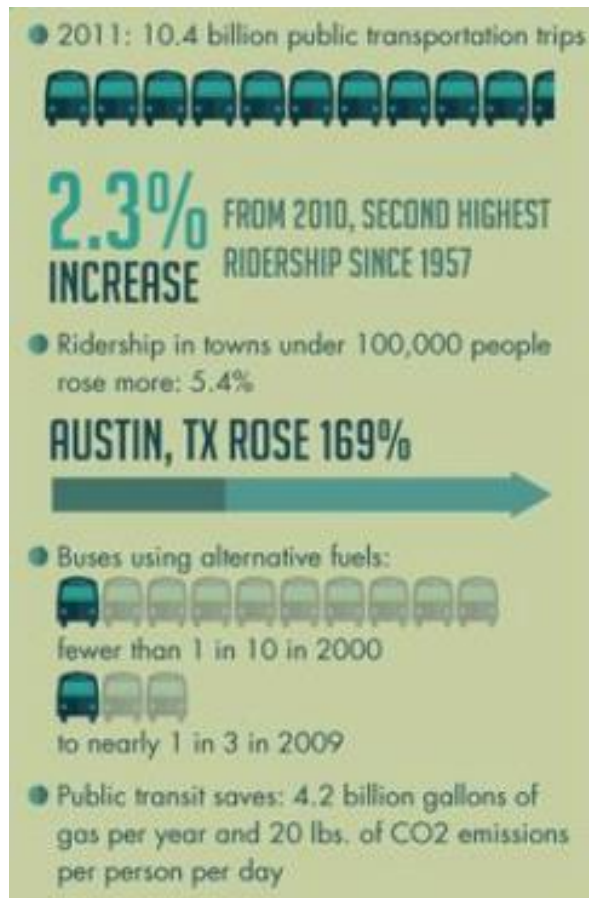 2011: 10.4 billion public transportation trips
2.3%
INCREASE
FROM 2010, SECOND HIGHEST
RIDERSHIP SINCE 1957
Ridership in towns under 100,000 people
rose more: 5.4%
AUSTIN, TX ROSE 169%
Buses using alternative fuels:
fewer than 1 in 10 in 2000
to nearly 1 in 3 in 2009
Public transit saves: 4.2 billion gallons of
gas per year and 20 lbs. of CO2 emissions
per person per day